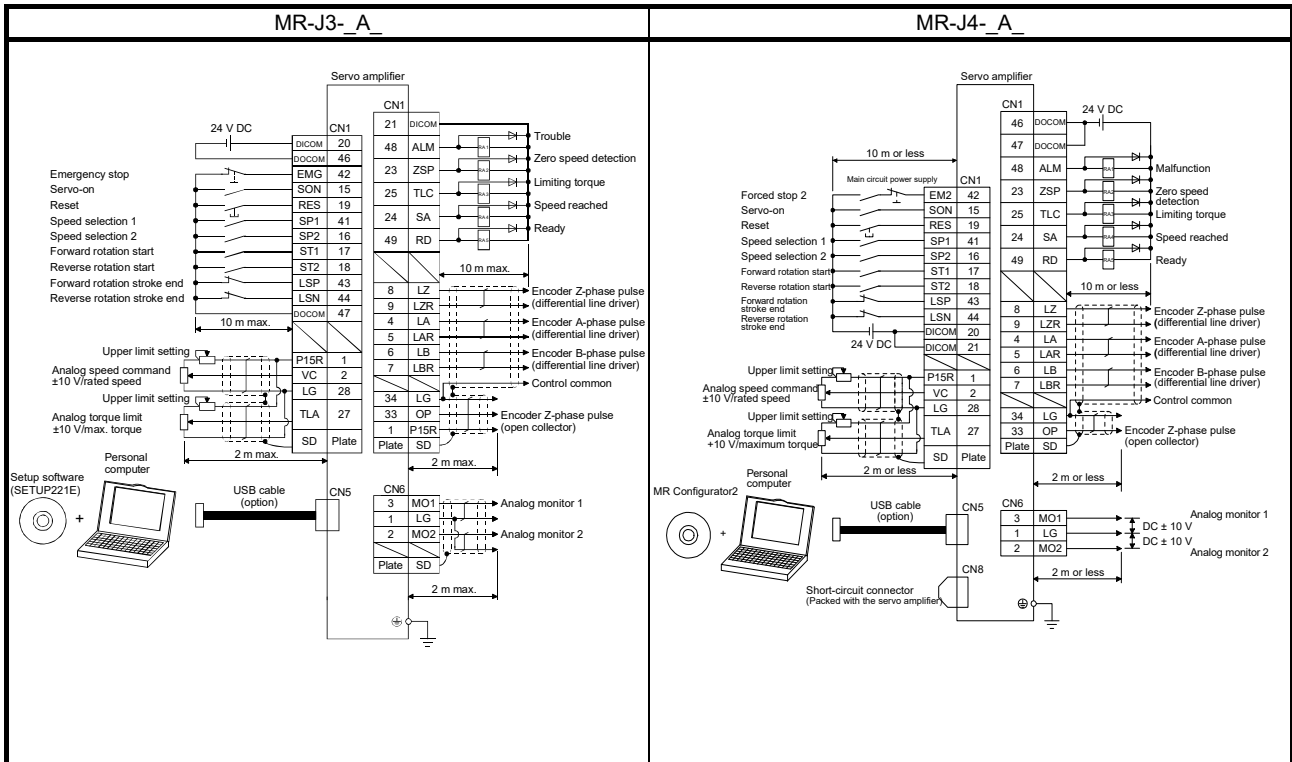 MR-J3-_A_
Servo amplifier
CN1
21 DICOM
48 ALM RA1 Trouble
23 ZSP RA2 Zero speed detection
25 TLC RA3 Limiting torque
24 SA RA4 Speed reached
49 RD RA5 Ready
10 m max.
24 V DC
CN1
DICOM 20
DOCOM 46
Emergency stop EMG 42
Servo-on SON 15
Reset RES 19
Speed selection 1 SP1 41
Speed selection 2 SP2 16
Forward rotation start ST1 17
Reverse rotation start ST2 18
Forward rotation stroke end LSP 43
Reverse rotation stroke end LSN 44
DOCOM 47
10 m max.
8 LZ Encoder Z-phase pulse
9 LZR (differential line driver)
4 LA Encoder A-phase pulse
5 LAR (differential line driver)
6 LB Encoder B-phase pulse
7 LBR (differential line driver)
Control common
34 LG
33 OP Encoder Z-phase pulse
1 P15R (open collector)
Plate SD
2 m max.
Upper limit setting
P15R 1
Analog speed command
±10 V/rated speed
VC 2
LG 28
Upper limit setting
Analog torque limit
±10 V/max. torque
TLA 27
SD Plate
2 m max.
Setup software
(SETUP221E)
+
Personal
computer
USB cable
(option)
CN5
CN6
3 MO1 Analog monitor 1
1 LG
2 MO2 Analog monitor 2
Plate SD
2 m max.
MR-J4-_A_
Servo amplifier
CN1
24 V DC
46 DOCOM
47 DOCOM
48 ALM RA1 Malfunction
23 ZSP RA2 Zero speed
detection
25 TLC RA3 Limiting torque
24 SA RA4 Speed reached
49 RD RA5 Ready
10 m or less
10 m or less
Main circuit power supply
CN1
Forced stop 2 EM2 42
Servo-on SON 15
Reset RES 19
Speed selection 1 SP1 41
Speed selection 2 SP2 16
Forward rotation start ST1 17
Reverse rotation start ST2 18
Forward rotation
stroke end
LSP 43
Reverse rotation
stroke end
LSN 44
24 V DC
DICOM 20
DICOM 21
8 LZ Encoder Z-phase pulse
9 LZR (differential line driver)
4 LA Encoder A-phase pulse
5 LAR (differential line driver)
6 LB Encoder B-phase pulse
7 LBR (differential line driver)
Control common
34 LG
33 OP Encoder Z-phase pulse
(open collector)
Plate SD
2 m or less
Upper limit setting
P15R 1
Analog speed command
±10 V/rated speed
VC 2
LG 28
Upper limit setting
Analog torque limit
+10 V/maximum torque
TLA 27
SD Plate
2 m or less
MR Configurator2
+
Personal
computer
USB cable
(option)
CN5
CN6
3 MO1 Analog monitor 1
DC ± 10 V
1 LG
DC ± 10 V
2 MO2 Analog monitor 2
2 m or less
CN8
Short-circuit connector
(Packed with the servo amplifier)